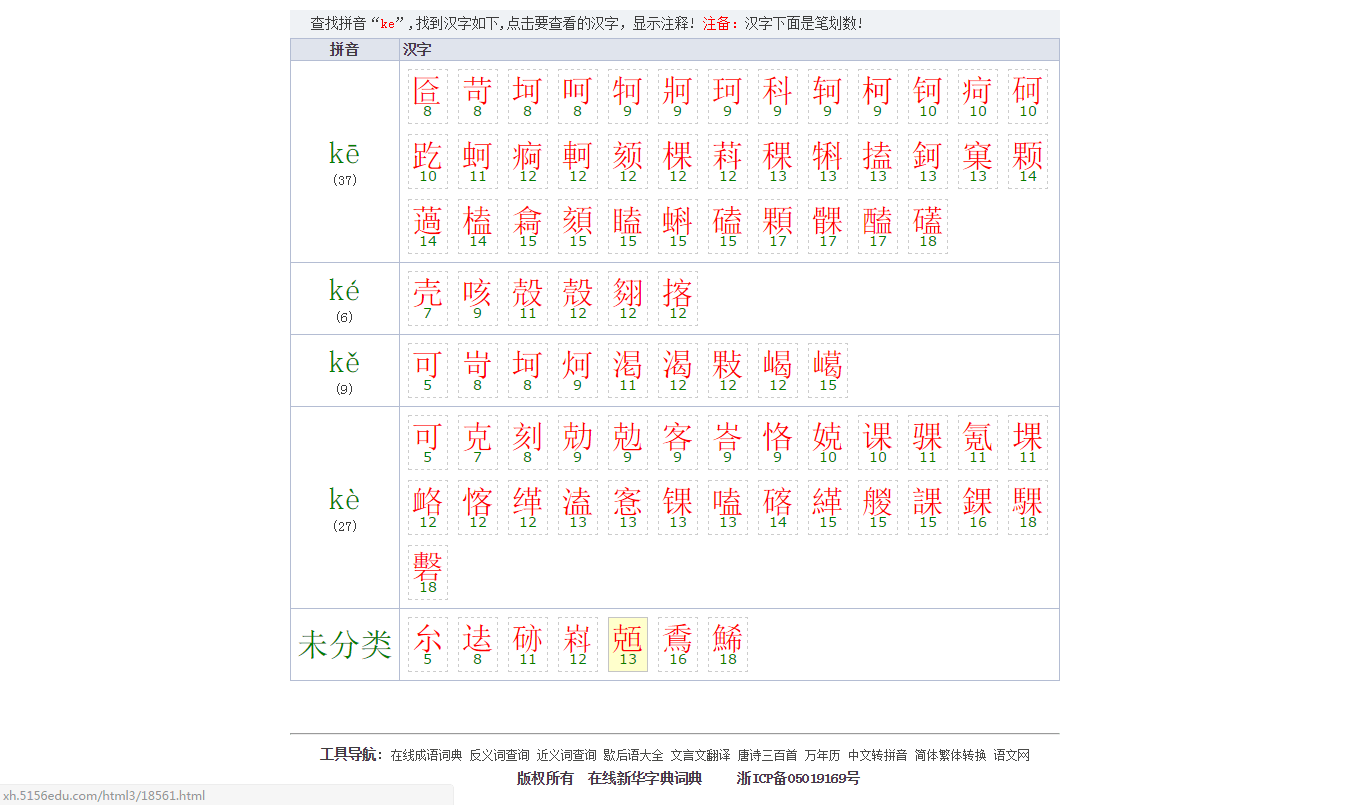 查找拼音“ke”,找到汉字如下,点击要查看的汉字，显示注释！注备：汉字下面是笔划数！
拼音 汉字
kē
(37)
匼 苛 坷 呵 牁 牁 珂 科 轲 柯 钶 疴 砢
8 8 8 8 9 9 9 9 9 9 10 10 10
趷 蚵 痾 軻 颏 棵 萪 稞 犐 搕 鈳 窠 颗
10 11 12 12 12 12 12 13 13 13 13 13 14
薖 榼 樖 頦 瞌 蝌 磕 顆 髁 醘 礚
14 14 15 15 15 15 15 17 17 17 18
ké
(6)
壳 咳 殻 殼 翗 揢
7 9 11 12 12 12
kě
(9)
可 岢 坷 炣 渇 渴 敤 嵑 嶱
5 8 8 9 11 12 12 12 15
kè
(27)
可 克 刻 勀 勊 客 峇 恪 娔 课 骒 氪 堁
5 7 8 9 9 9 9 9 10 10 11 11 11
衉 愘 缂 溘 愙 锞 嗑 碦 緙 艐 課 錁 騍
12 12 12 13 13 13 13 14 15 15 15 16 18
礊
18
未分类
尒 迲 硛 嵙 13 16 18
5 8 11 12
工具导航： 在线成语词典 反义词查询 近义词查询 歇后语大全 文言文翻译 唐诗三百首 万年历 中文转拼音 简体繁体转换 语文网
版权所有 在线新华字典词典 浙ICP备05019169号
xh.5156edu.com/html3/18561.html